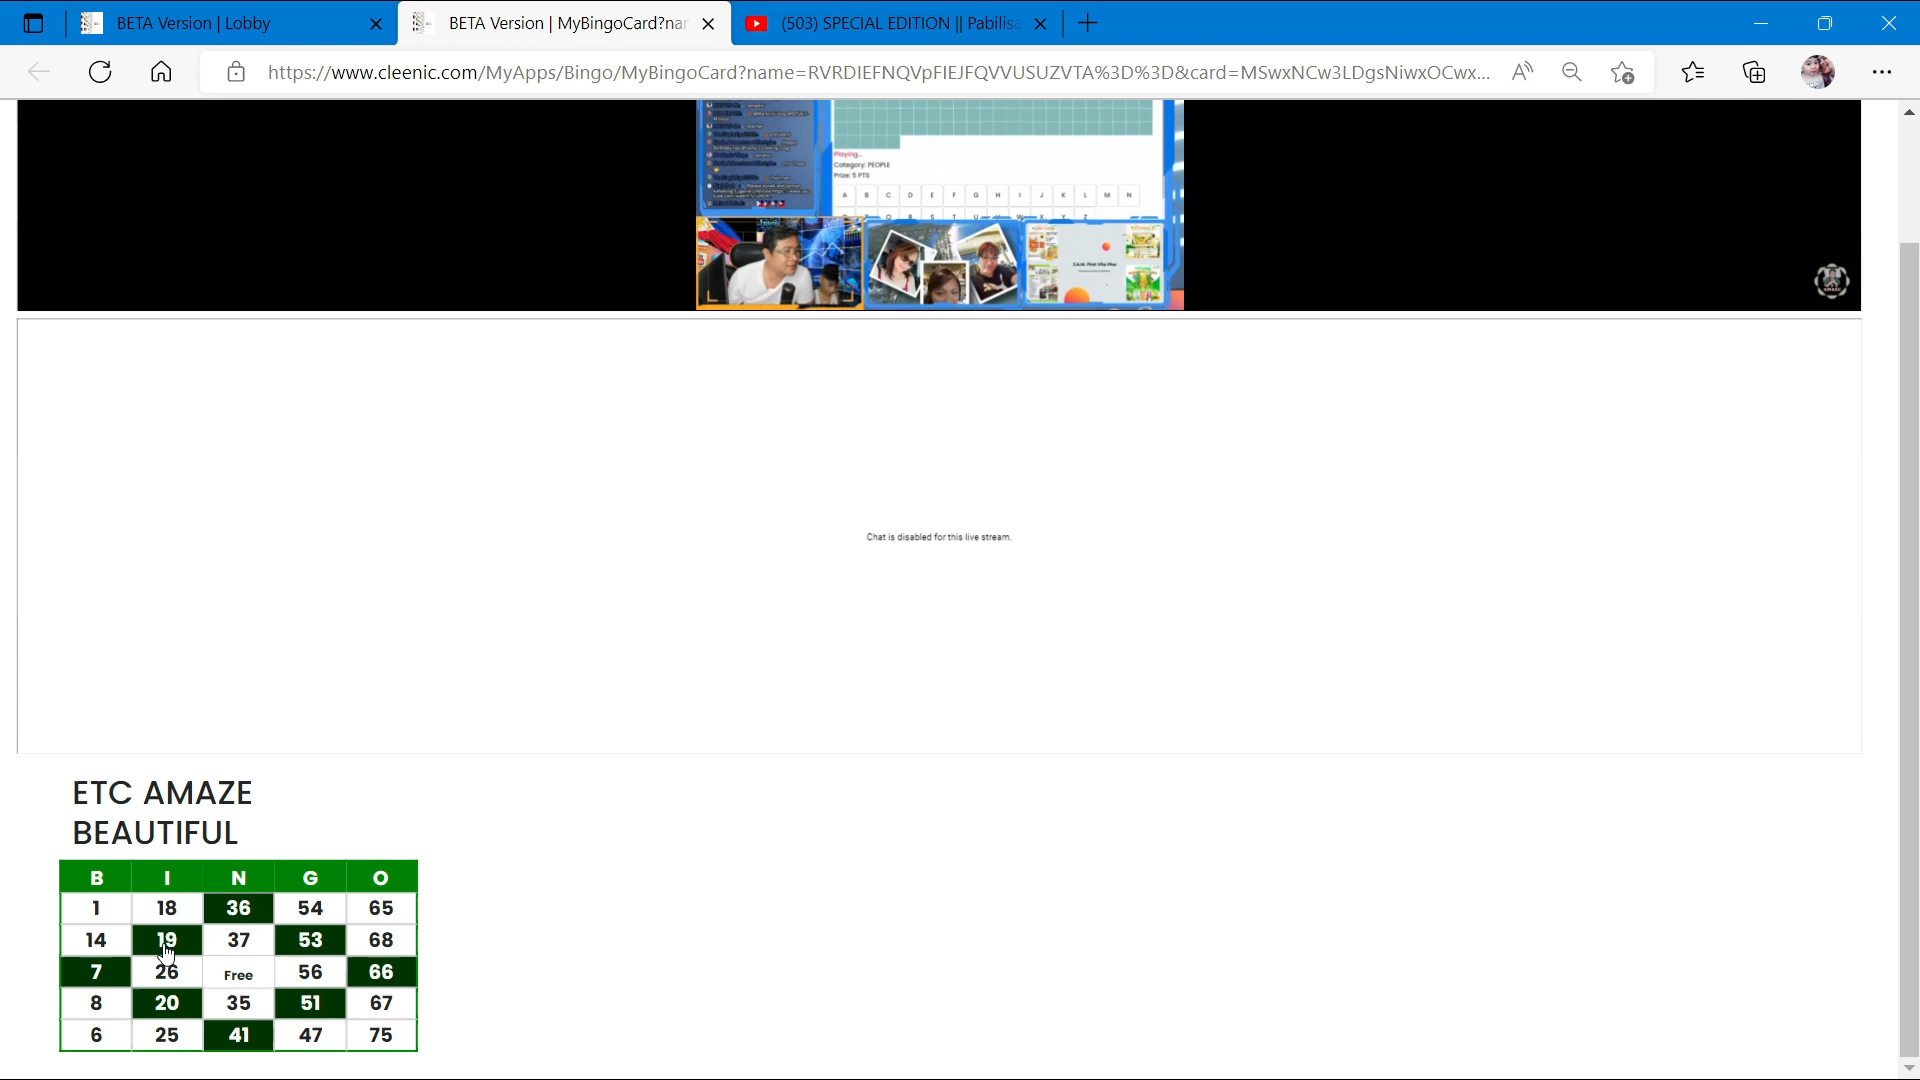 BETA Version | Lobby
BETA Version | MyBingoCard?nar
(503) SPECIAL EDITION || Pabilisa
https://www.cleenic.com/MyApps/Bingo/MyBingoCard?name=RVRDIEFNQVpFIEJFQVVUSUZVTA%3D%3D&card=MSwxNCw3LDgsNiwxOCwx...
Playing...
Category: PEOPLE
Prize: 5 PTS
A B C D E F G H I J K L M N
Q R S T U V W X Y Z
Chat is disabled for this live stream.
ETC AMAZE
BEAUTIFUL
B I N G O
1 18 36 54 65
14 19 37 53 68
7 26 Free 56 66
8 20 35 51 67
6 25 41 47 75